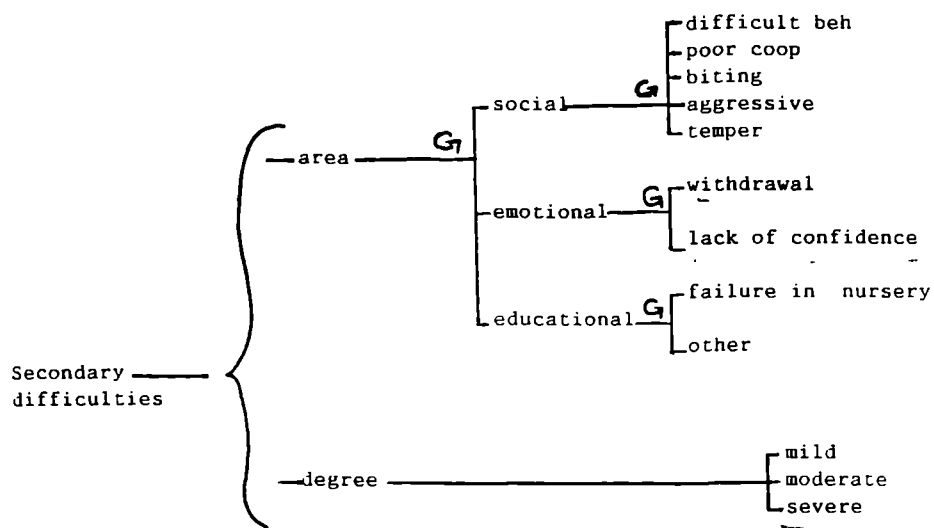 difficult beh
poor coop
biting
G
social
aggressive
temper
G
area
withdrawal
G
emotional
lack of confidence
failure in nursery
G
educational
other
Secondary
difficulties
mild
degree
moderate
severe